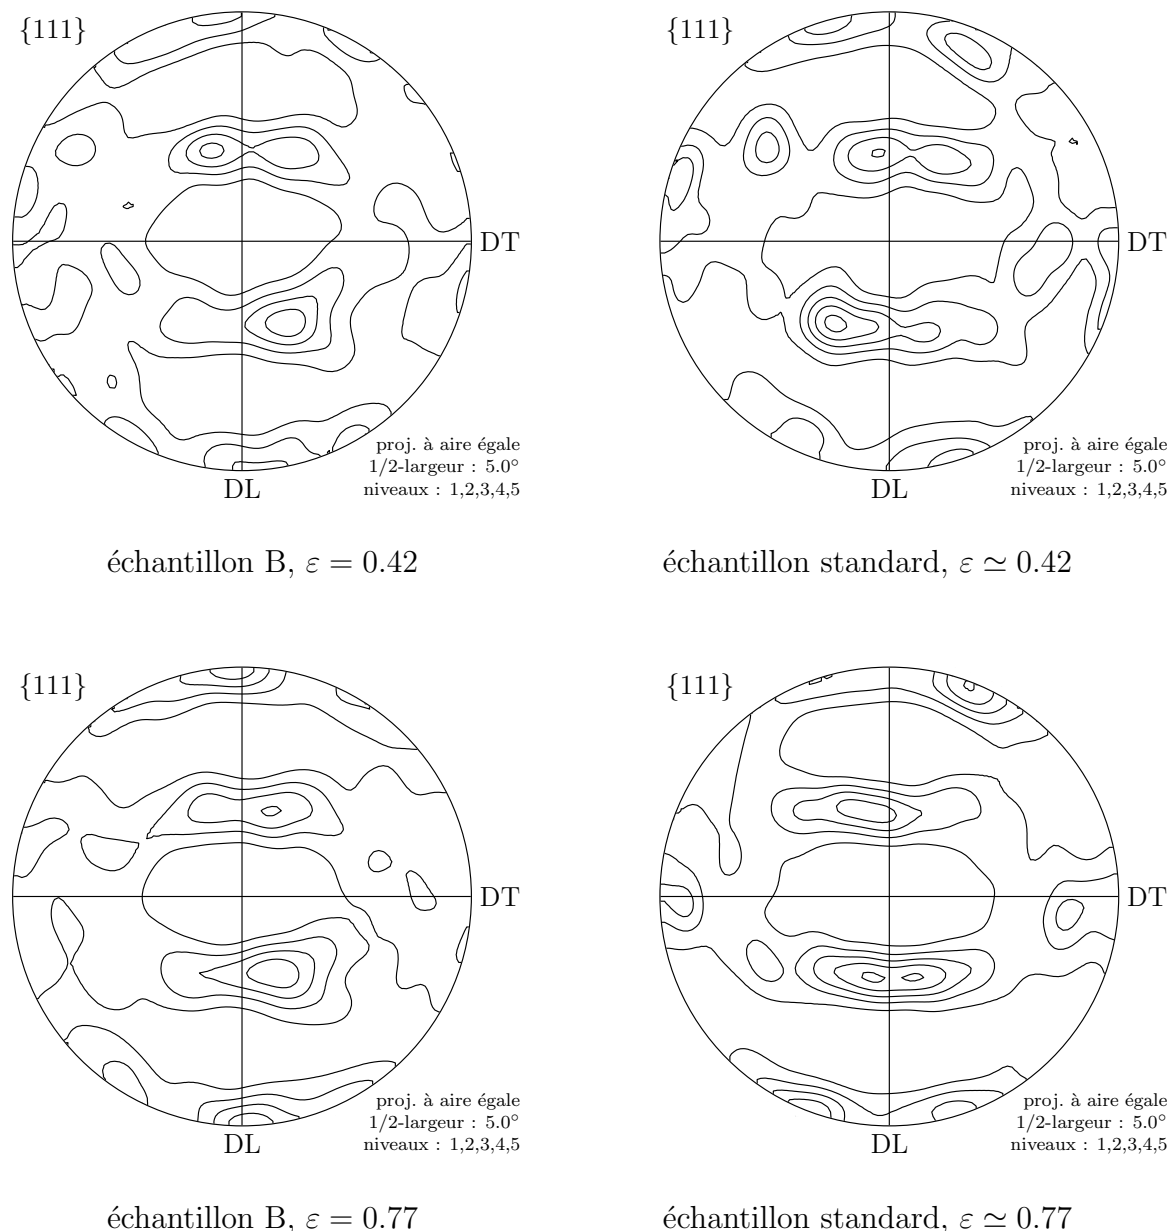 {111}
DT
DL
proj. à aire égale
1/2-largeur : 5.0°
niveaux : 1,2,3,4,5
échantillon B, ε = 0.42
{111}
DT
DL
proj. à aire égale
1/2-largeur : 5.0°
niveaux : 1,2,3,4,5
échantillon standard, ε ≃ 0.42
{111}
DT
DL
proj. à aire égale
1/2-largeur : 5.0°
niveaux : 1,2,3,4,5
échantillon B, ε = 0.77
{111}
DT
DL
proj. à aire égale
1/2-largeur : 5.0°
niveaux : 1,2,3,4,5
échantillon standard, ε ≃ 0.77